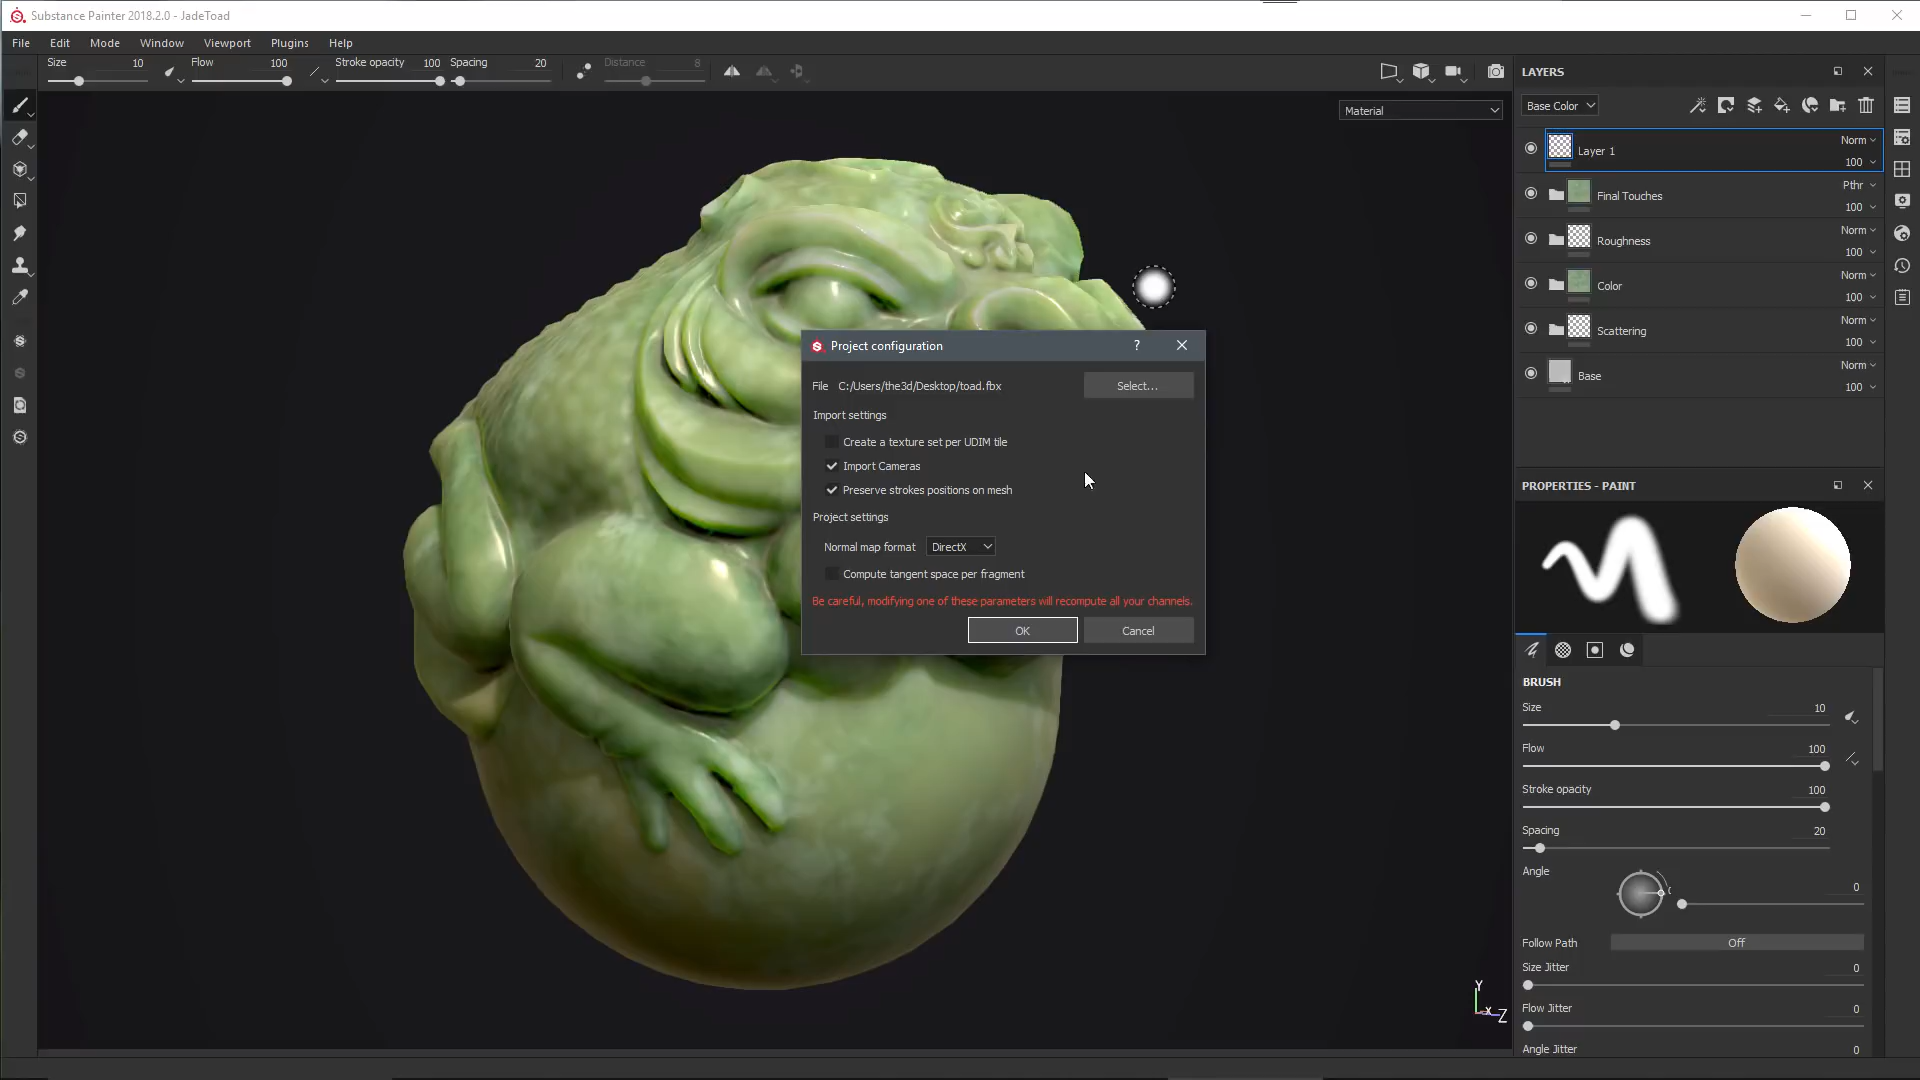 Substance Painter 2018.2.0 - JadeToad
File Edit Mode Window Viewport Plugins Help
Size 10 Flow 100 Stroke opacity 100 Spacing 20 Distance 8
Material
LAYERS
Base Color
Layer 1 Norm 100
Final Touches Pthr 100
Roughness Norm 100
Color Norm 100
Scattering Norm 100
Base Norm 100
Project configuration ?
File C:/Users/the3d/Desktop/toad.fbx Select...
Import settings
Create a texture set per UDIM tile
Import Cameras
Preserve strokes positions on mesh
Project settings
Normal map format DirectX
Compute tangent space per fragment
Be careful, modifying one of these parameters will recompute all your channels.
OK Cancel
PROPERTIES - PAINT
BRUSH
Size 10
Flow 100
Stroke opacity 100
Spacing 20
Angle 0
Follow Path Off
Size Jitter 0
Flow Jitter 0
Angle Jitter 0
Y
X Z